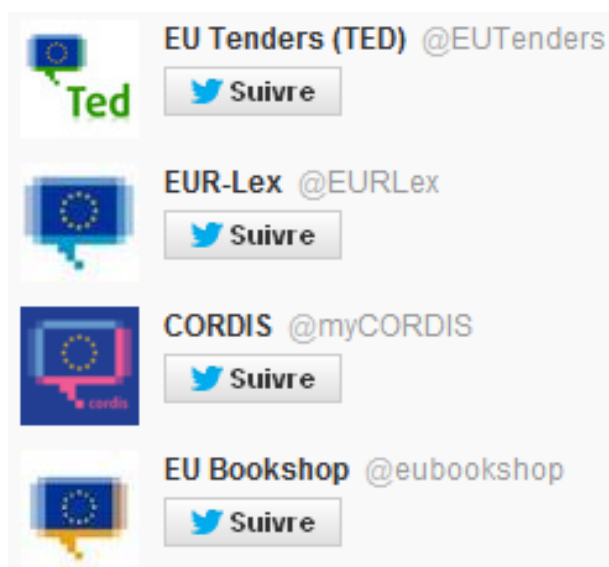 Ted
EU Tenders (TED) @EUTenders
Suivre
EUR-Lex @EURLex
Suivre
CORDIS @myCORDIS
cordis
Suivre
EU Bookshop @eubookshop
Suivre